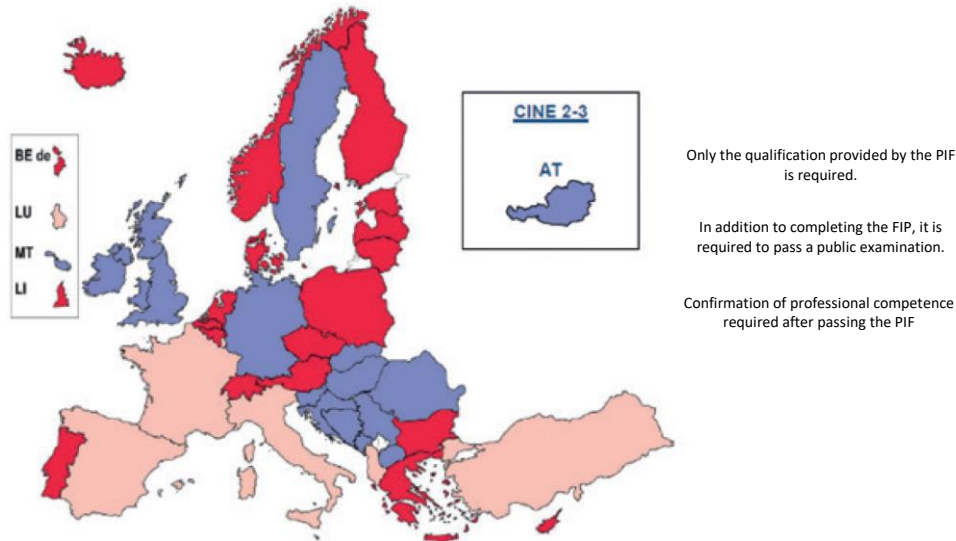 BE de
LU
MT
LI
CINE 2-3
AT
Only the qualification provided by the PIF
is required.
In addition to completing the FIP, it is
required to pass a public examination.
Confirmation of professional competence
required after passing the PIF